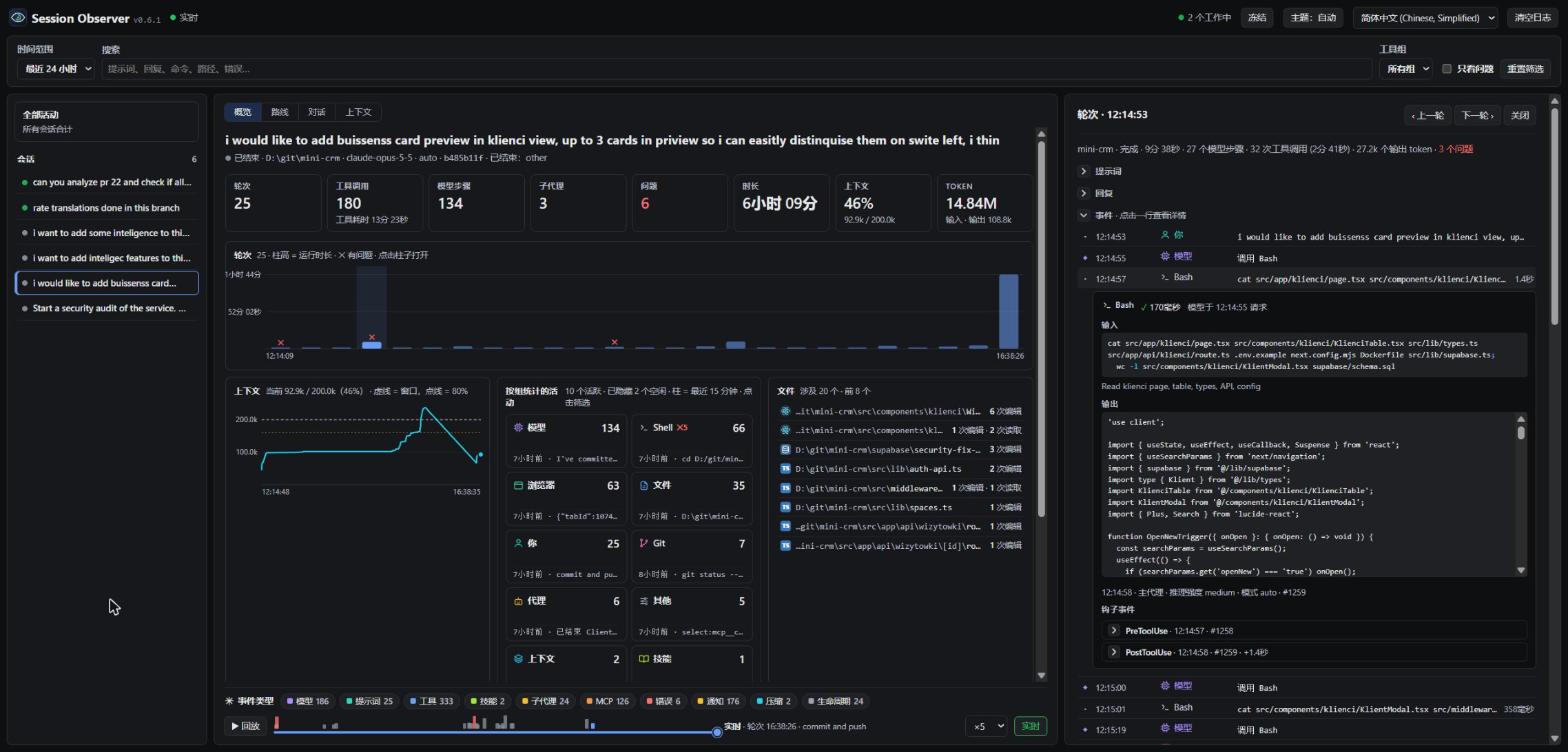 Session Observer v0.6.1 实时
2 个工作中 冻结 主题：自动 简体中文 (Chinese, Simplified) 清空日志
时间范围 搜索 工具组
最近 24 小时 提示词、回复、命令、路径、错误… 所有组 只看问题 重置筛选
全部活动
所有会话合计
会话 6
can you analyze pr 22 and check if all...
rate translations done in this branch
i want to add some inteligence to thi...
i want to add inteligec features to thi...
i would like to add buissenss card...
Start a security audit of the service. ...
概览 路线 对话 上下文
i would like to add buissenss card preview in klienci view, up to 3 cards in priview so i can easitly distinquise them on swite left, i thin
已结束 · D:\git\mini-crm · claude-opus-5-5 · auto · b485b11f · 已结束：other
轮次
25
工具调用
180
工具耗时 13分 23秒
模型步骤
134
子代理
3
问题
6
时长
6小时 09分
上下文
46%
92.9k / 200.0k
TOKEN
14.84M
输入 · 输出 108.8k
轮次 25 · 柱高 = 运行时长 · ✕ 有问题 · 点击柱子打开
1小时 44分
52分 02秒
12:14:09 16:38:26
上下文 当前 92.9k / 200.0k（46%） · 虚线 = 窗口，点线 = 80%
200.0k
100.0k
12:14:48 16:38:35
按组统计的活动 10 个活跃 · 已隐藏 2 个空闲 · 柱 = 最近 15 分钟 · 点击筛选
模型 134
7小时前 · I've committe…
Shell ✕5 66
7小时前 · cd D:/git/min…
浏览器 63
7小时前 · {"tabId":1074…
文件 35
7小时前 · D:\git\mini-c…
你 25
7小时前 · commit and pu…
Git 7
8小时前 · git status --…
代理 6
7小时前 · 已结束 Client…
其他 5
7小时前 · select:mcp__c…
上下文 2
技能 1
文件 涉及 20 个 · 前 8 个
…it\mini-crm\src\components\klienci\Wi… 6 次编辑
…it\mini-crm\src\components\kl… 1 次编辑 · 2 次读取
D:\git\mini-crm\supabase\security-fix-… 3 次编辑
D:\git\mini-crm\src\lib\auth-api.ts 2 次编辑
D:\git\mini-crm\src\middleware… 1 次编辑 · 1 次读取
D:\git\mini-crm\src\lib\spaces.ts 1 次编辑
…git\mini-crm\src\app\api\wizytowki\ro… 1 次编辑
…ini-crm\src\app\api\wizytowki\[id]\ro… 1 次编辑
事件类型 模型 186 提示词 25 工具 333 技能 2 子代理 24 MCP 126 错误 6 通知 176 压缩 2 生命周期 24
回放 实时 · 轮次 16:38:26 · commit and push ×5 实时
轮次 · 12:14:53 ‹ 上一轮 下一轮 › 关闭
mini-crm · 完成 · 9分 38秒 · 27 个模型步骤 · 32 次工具调用 (2分 41秒) · 27.2k 个输出 token · 3 个问题
提示词
回复
事件 · 点击一行查看详情
12:14:53 你 i would like to add buissenss card preview in klienci view, up…
12:14:55 模型 调用 Bash
12:14:57 Bash cat src/app/klienci/page.tsx src/components/klienci/Klienc… 1.4秒
Bash ✓ 170毫秒 模型于 12:14:55 请求
输入
cat src/app/klienci/page.tsx src/components/klienci/KlienciTable.tsx src/lib/types.ts
src/app/api/klienci/route.ts .env.example next.config.mjs Dockerfile src/lib/supabase.ts;
wc -l src/components/klienci/KlientModal.tsx supabase/schema.sql
Read klienci page, table, types, API, config
输出
'use client';
import { useState, useEffect, useCallback, Suspense } from 'react';
import { useSearchParams } from 'next/navigation';
import { supabase } from '@/lib/supabase';
import type { Klient } from '@/lib/types';
import KlienciTable from '@/components/klienci/KlienciTable';
import KlientModal from '@/components/klienci/KlientModal';
import { Plus, Search } from 'lucide-react';
function OpenNewTrigger({ onOpen }: { onOpen: () => void }) {
const searchParams = useSearchParams();
useEffect(() => {
if (searchParams.get('openNew') === 'true') onOpen();
12:14:58 · 主代理 · 推理强度 medium · 模式 auto · #1259
钩子事件
PreToolUse · 12:14:57 · #1258
PostToolUse · 12:14:58 · #1259 · +1.4秒
12:15:00 模型 调用 Bash
12:15:01 Bash cat src/components/klienci/KlientModal.tsx src/middlewar… 358毫秒
12:15:19 模型 调用 Bash